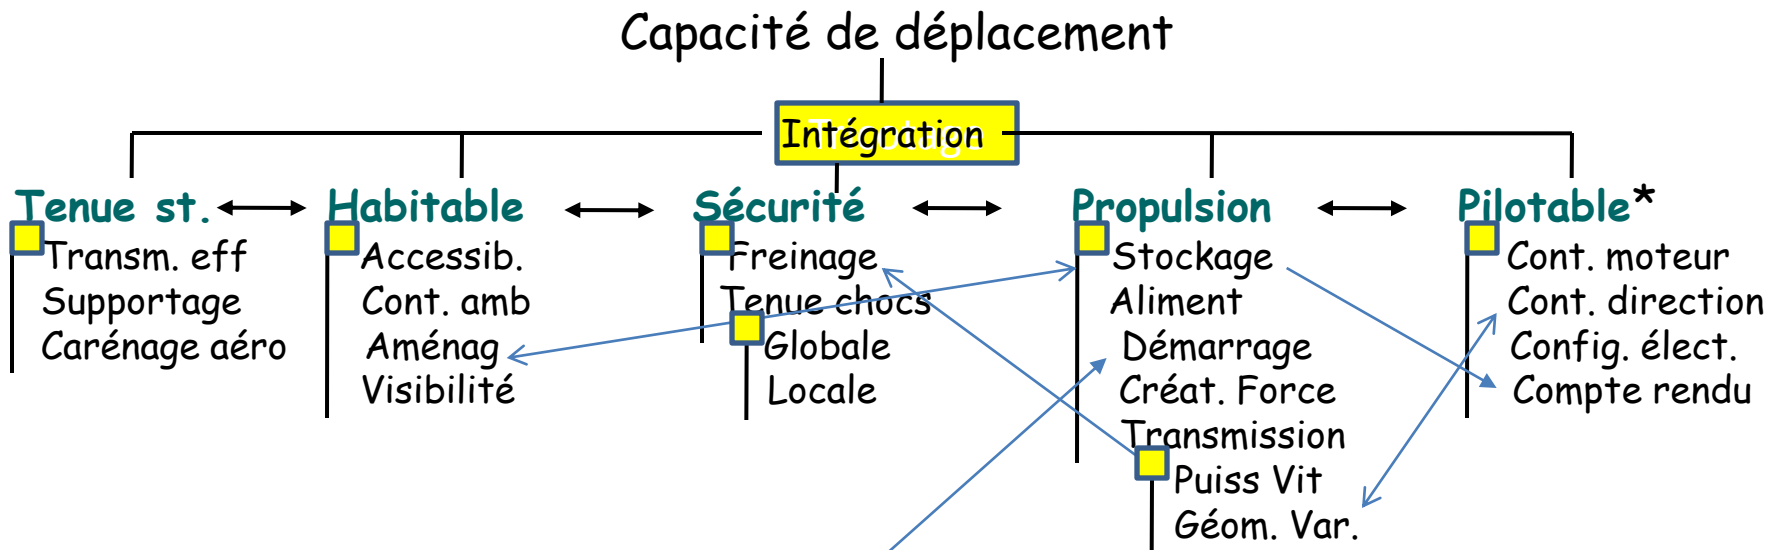 Capacité de déplacement
Intégration
Tenue st.
Transm. eff
Supportage
Carénage aéro
Habitable
Accessib.
Cont. amb
Aménag
Visibilité
Sécurité
Freinage
Tenue chocs
Globale
Locale
Propulsion
Stockage
Aliment
Démarrage
Créat. Force
Transmission
Puiss Vit
Géom. Var.
Pilotable*
Cont. moteur
Cont. direction
Config. élect.
Compte rendu